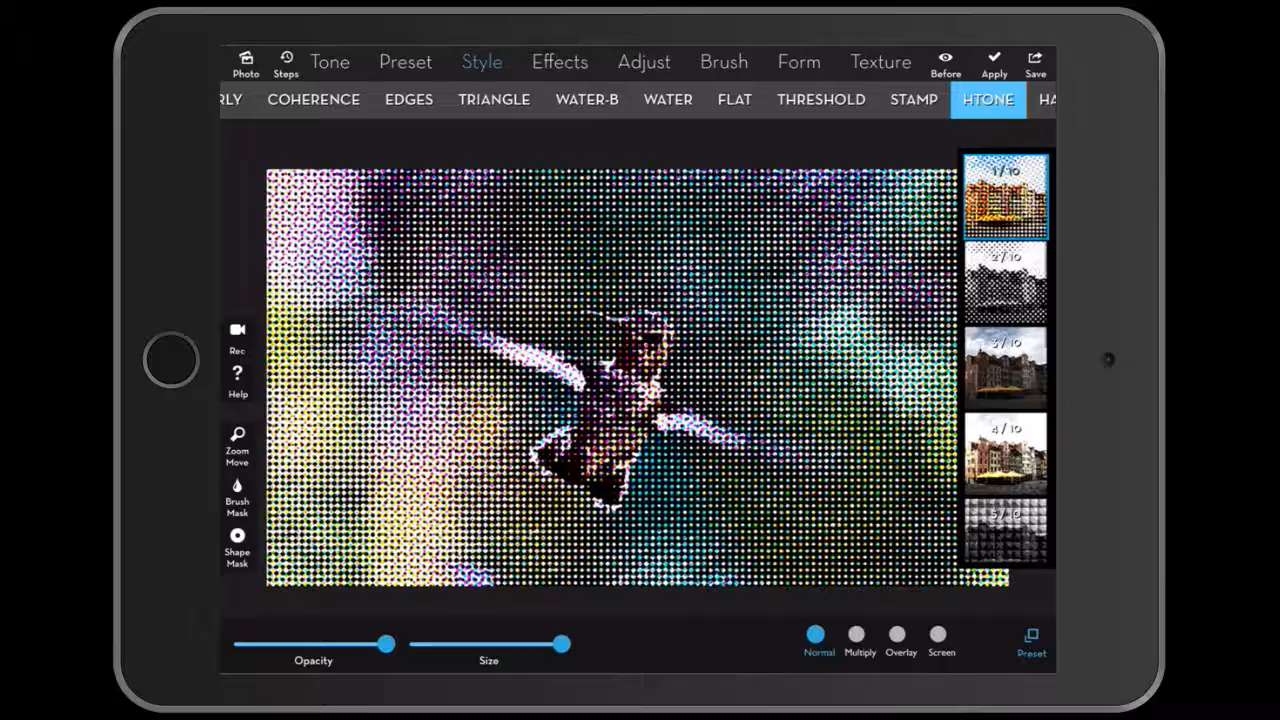 Photo Steps Tone Preset Style Effects Adjust Brush Form Texture Before Apply Save
RLY COHERENCE EDGES TRIANGLE WATER-B WATER FLAT THRESHOLD STAMP HTONE HA
1/10
2/10
3/10
4/10
5/10
Rec
Help
Zoom
Move
Brush
Mask
Shape
Mask
Opacity Size Normal Multiply Overlay Screen Preset